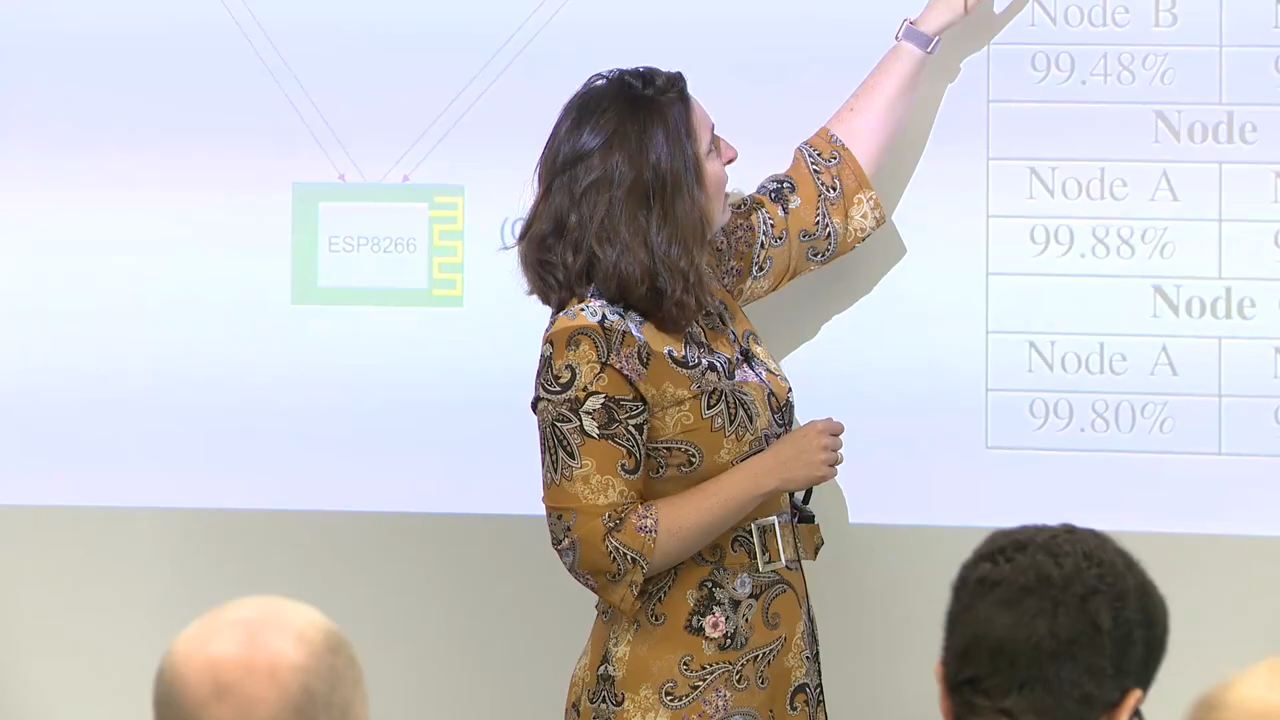 ESP8266
Node B
99.48%
Node
Node A
99.88%
Node
Node A
99.80%